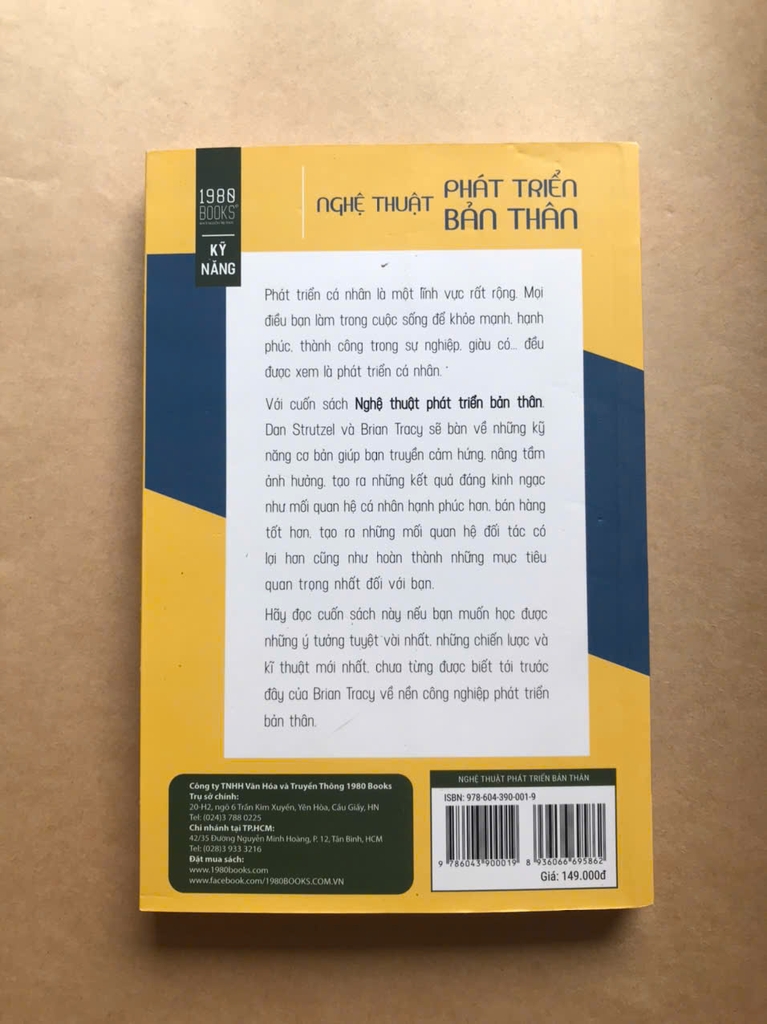 1980
BOOKS
KỸ
NĂNG
NGHỆ THUẬT PHÁT TRIỂN
BẢN THÂN
Phát triển cá nhân là một lĩnh vực rất rộng. Mọi
điều bạn làm trong cuộc sống để khỏe mạnh, hạnh
phúc, thành công trong sự nghiệp, giàu có... đều
được xem là phát triển cá nhân.
Với cuốn sách Nghệ thuật phát triển bản thân,
Dan Strutzel và Brian Tracy sẽ bàn về những kỹ
năng cơ bản giúp bạn truyền cảm hứng, nâng tầm
ảnh hưởng, tạo ra những kết quả đáng kinh ngạc
như mối quan hệ cá nhân hạnh phúc hơn, bán hàng
tốt hơn, tạo ra những mối quan hệ đối tác có
lợi hơn cũng như hoàn thành những mục tiêu
quan trọng nhất đối với bạn.
Hãy đọc cuốn sách này nếu bạn muốn học được
những ý tưởng tuyệt vời nhất, những chiến lược và
kĩ thuật mới nhất, chưa từng được biết tới trước
đây của Brian Tracy về nền công nghiệp phát triển
bản thân.
Công ty TNHH Văn Hóa và Truyền Thông 1980 Books
Trụ sở chính:
20-H2, ngõ 6 Trần Kim Xuyến, Yên Hòa, Cầu Giấy, HN
Tel: (024)3 788 0225
Chi nhánh tại TP.HCM:
42/35 Đường Nguyễn Minh Hoàng, P. 12, Tân Bình, HCM
Tel: (028)3 933 3216
Đặt mua sách:
www.1980books.com
www.facebook.com/1980BOOKS.COM.VN
NGHỆ THUẬT PHÁT TRIỂN BẢN THÂN
ISBN: 978-604-390-001-9
9 786043 900019 8 936066 695862
Giá: 149.000đ